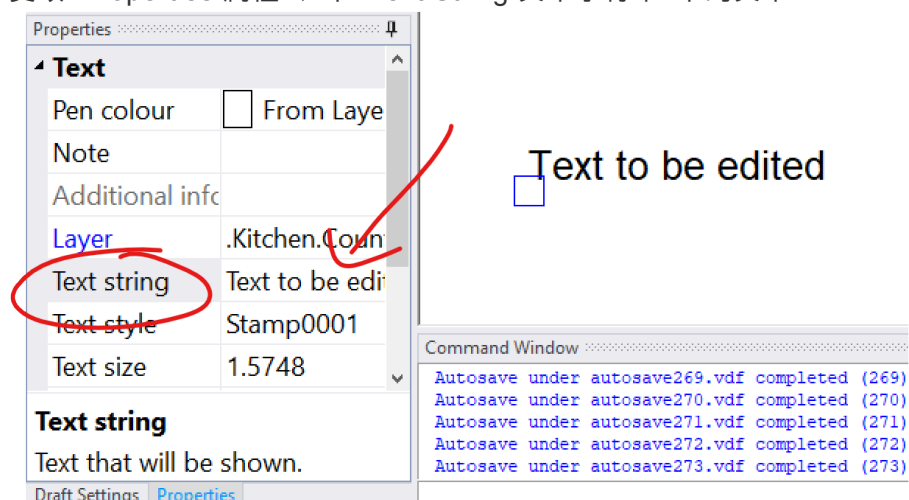 Properties
Text
Pen colour From Laye
Note
Additional infc
Layer .Kitchen.Coun
Text string Text to be edit
Text style Stamp0001
Text size 1.5748
Text string
Text that will be shown.
Draft Settings Properties
Text to be edited
Command Window
Autosave under autosave269.vdf completed (269)
Autosave under autosave270.vdf completed (270)
Autosave under autosave271.vdf completed (271)
Autosave under autosave272.vdf completed (272)
Autosave under autosave273.vdf completed (273)